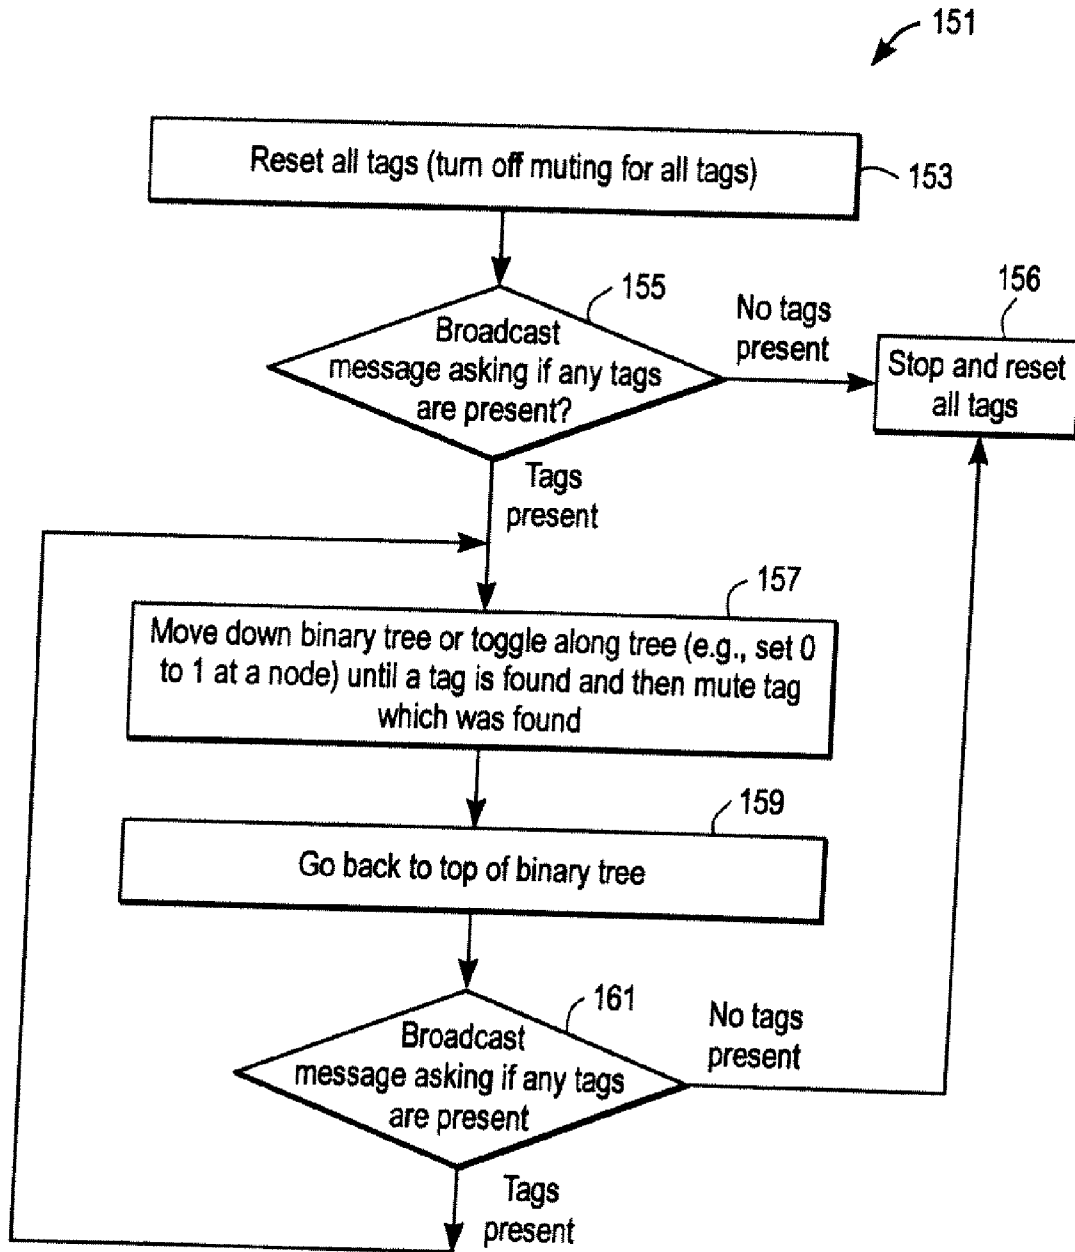 151
Reset all tags (turn off muting for all tags)
153
155
Broadcast
message asking if any tags
are present?
No tags
present
156
Stop and reset
all tags
Tags
present
157
Move down binary tree or toggle along tree (e.g., set 0
to 1 at a node) until a tag is found and then mute tag
which was found
159
Go back to top of binary tree
161
Broadcast
message asking if any tags
are present
No tags
present
Tags
present